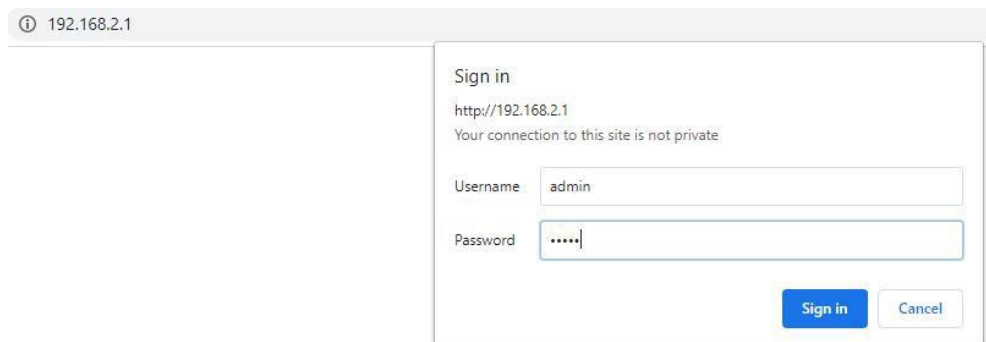 192.168.2.1
Sign in
http://192.168.2.1
Your connection to this site is not private
Username admin
Password •••••
Sign in Cancel